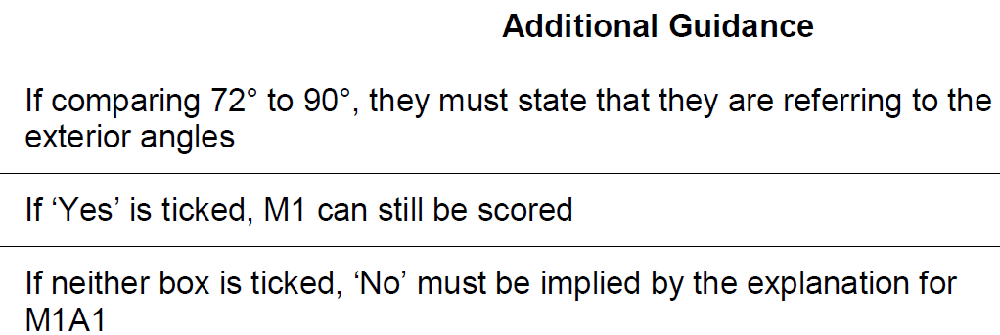 Additional Guidance
If comparing 72° to 90°, they must state that they are referring to the
exterior angles
If ‘Yes’ is ticked, M1 can still be scored
If neither box is ticked, ‘No’ must be implied by the explanation for
M1A1